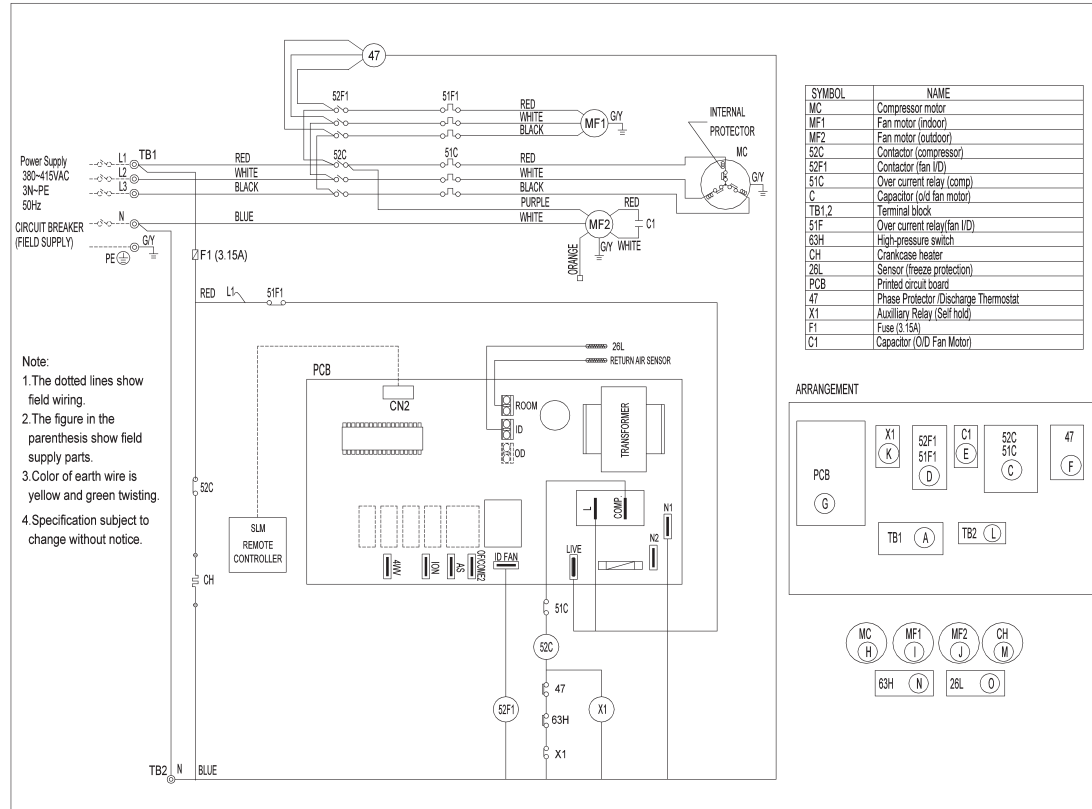 47
52F1
51F1
RED
WHITE
BLACK
MF1
G/Y
INTERNAL
PROTECTOR
MC
G/Y
Power Supply
380~415VAC
3N~PE
50Hz
L1
TB1
L2
L3
RED
WHITE
BLACK
52C
51C
RED
WHITE
BLACK
PURPLE
WHITE
N
BLUE
CIRCUIT BREAKER
(FIELD SUPPLY)
G/Y
PE
MF2
RED
C1
WHITE
G/Y
ORANGE
F1 (3.15A)
RED
L1
51F1
Note:
1.The dotted lines show
field wiring.
2.The figure in the
parenthesis show field
supply parts.
3.Color of earth wire is
yellow and green twisting.
4.Specification subject to
change without notice.
26L
RETURN AIR SENSOR
PCB
CN2
ROOM
ID
OD
TRANSFORMER
52C
CH
SLM
REMOTE
CONTROLLER
L
COMP.
N1
N2
LIVE
4WV
ION
AS
OFCOME2
ID FAN
51C
52C
47
63H
X1
X1
52F1
TB2
N
BLUE
SYMBOL NAME
MC Compressor motor
MF1 Fan motor (indoor)
MF2 Fan motor (outdoor)
52C Contactor (compressor)
52F1 Contactor (fan I/D)
51C Over current relay (comp)
C Capacitor (o/d fan motor)
TB1,2 Terminal block
51F Over current relay(fan I/D)
63H High-pressure switch
CH Crankcase heater
26L Sensor (freeze protection)
PCB Printed circuit board
47 Phase Protector /Discharge Thermostat
X1 Auxilliary Relay (Self hold)
F1 Fuse (3.15A)
C1 Capacitor (O/D Fan Motor)
ARRANGEMENT
PCB
G
X1
K
52F1
51F1
D
C1
E
52C
51C
C
47
F
TB1 A
TB2 L
MC
H
MF1
I
MF2
J
CH
M
63H N
26L O